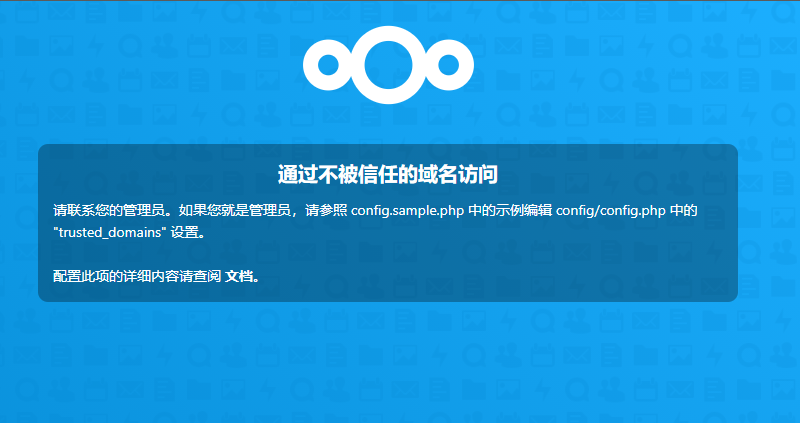 通过不被信任的域名访问
请联系您的管理员。如果您就是管理员，请参照 config.sample.php 中的示例编辑 config/config.php 中的
"trusted_domains" 设置。
配置此项的详细内容请查阅 文档。